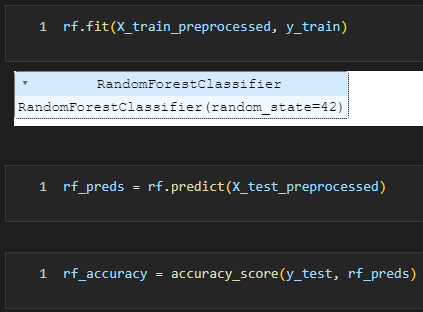 1 rf.fit(X_train_preprocessed, y_train)
▾ RandomForestClassifier
RandomForestClassifier(random_state=42)
1 rf_preds = rf.predict(X_test_preprocessed)
1 rf_accuracy = accuracy_score(y_test, rf_preds)